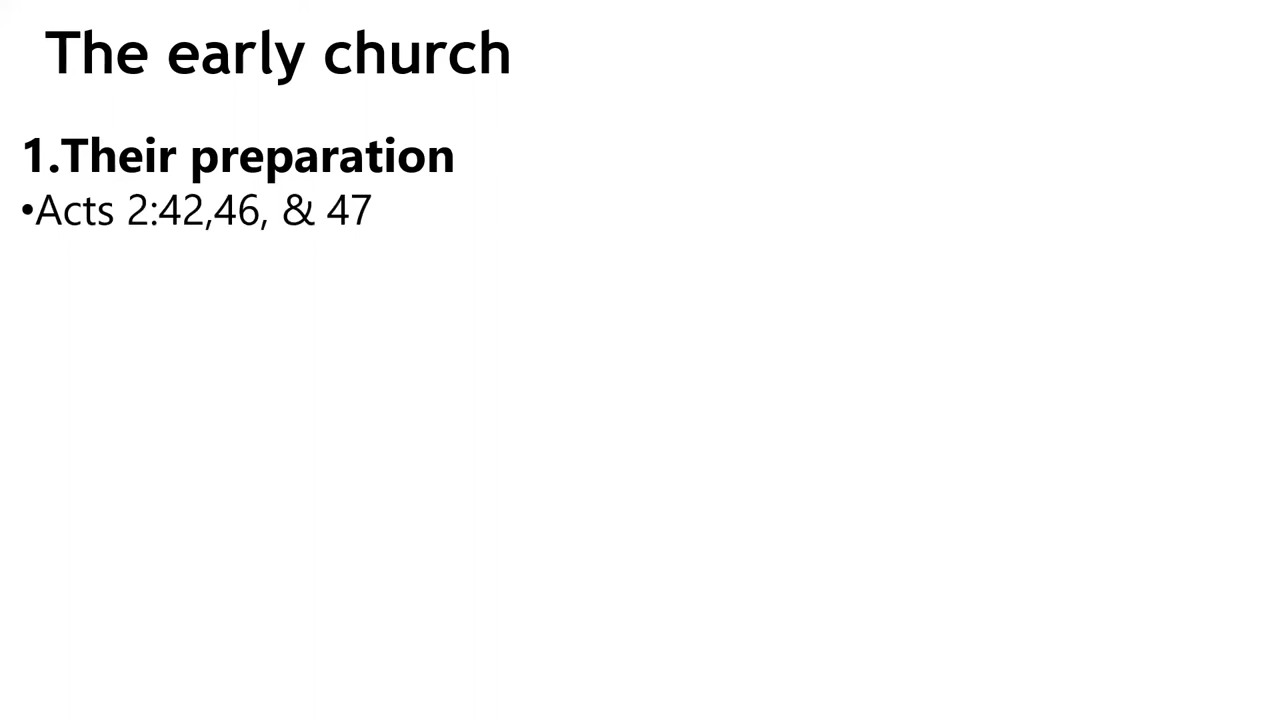 The early church
1.Their preparation
•Acts 2:42,46, & 47